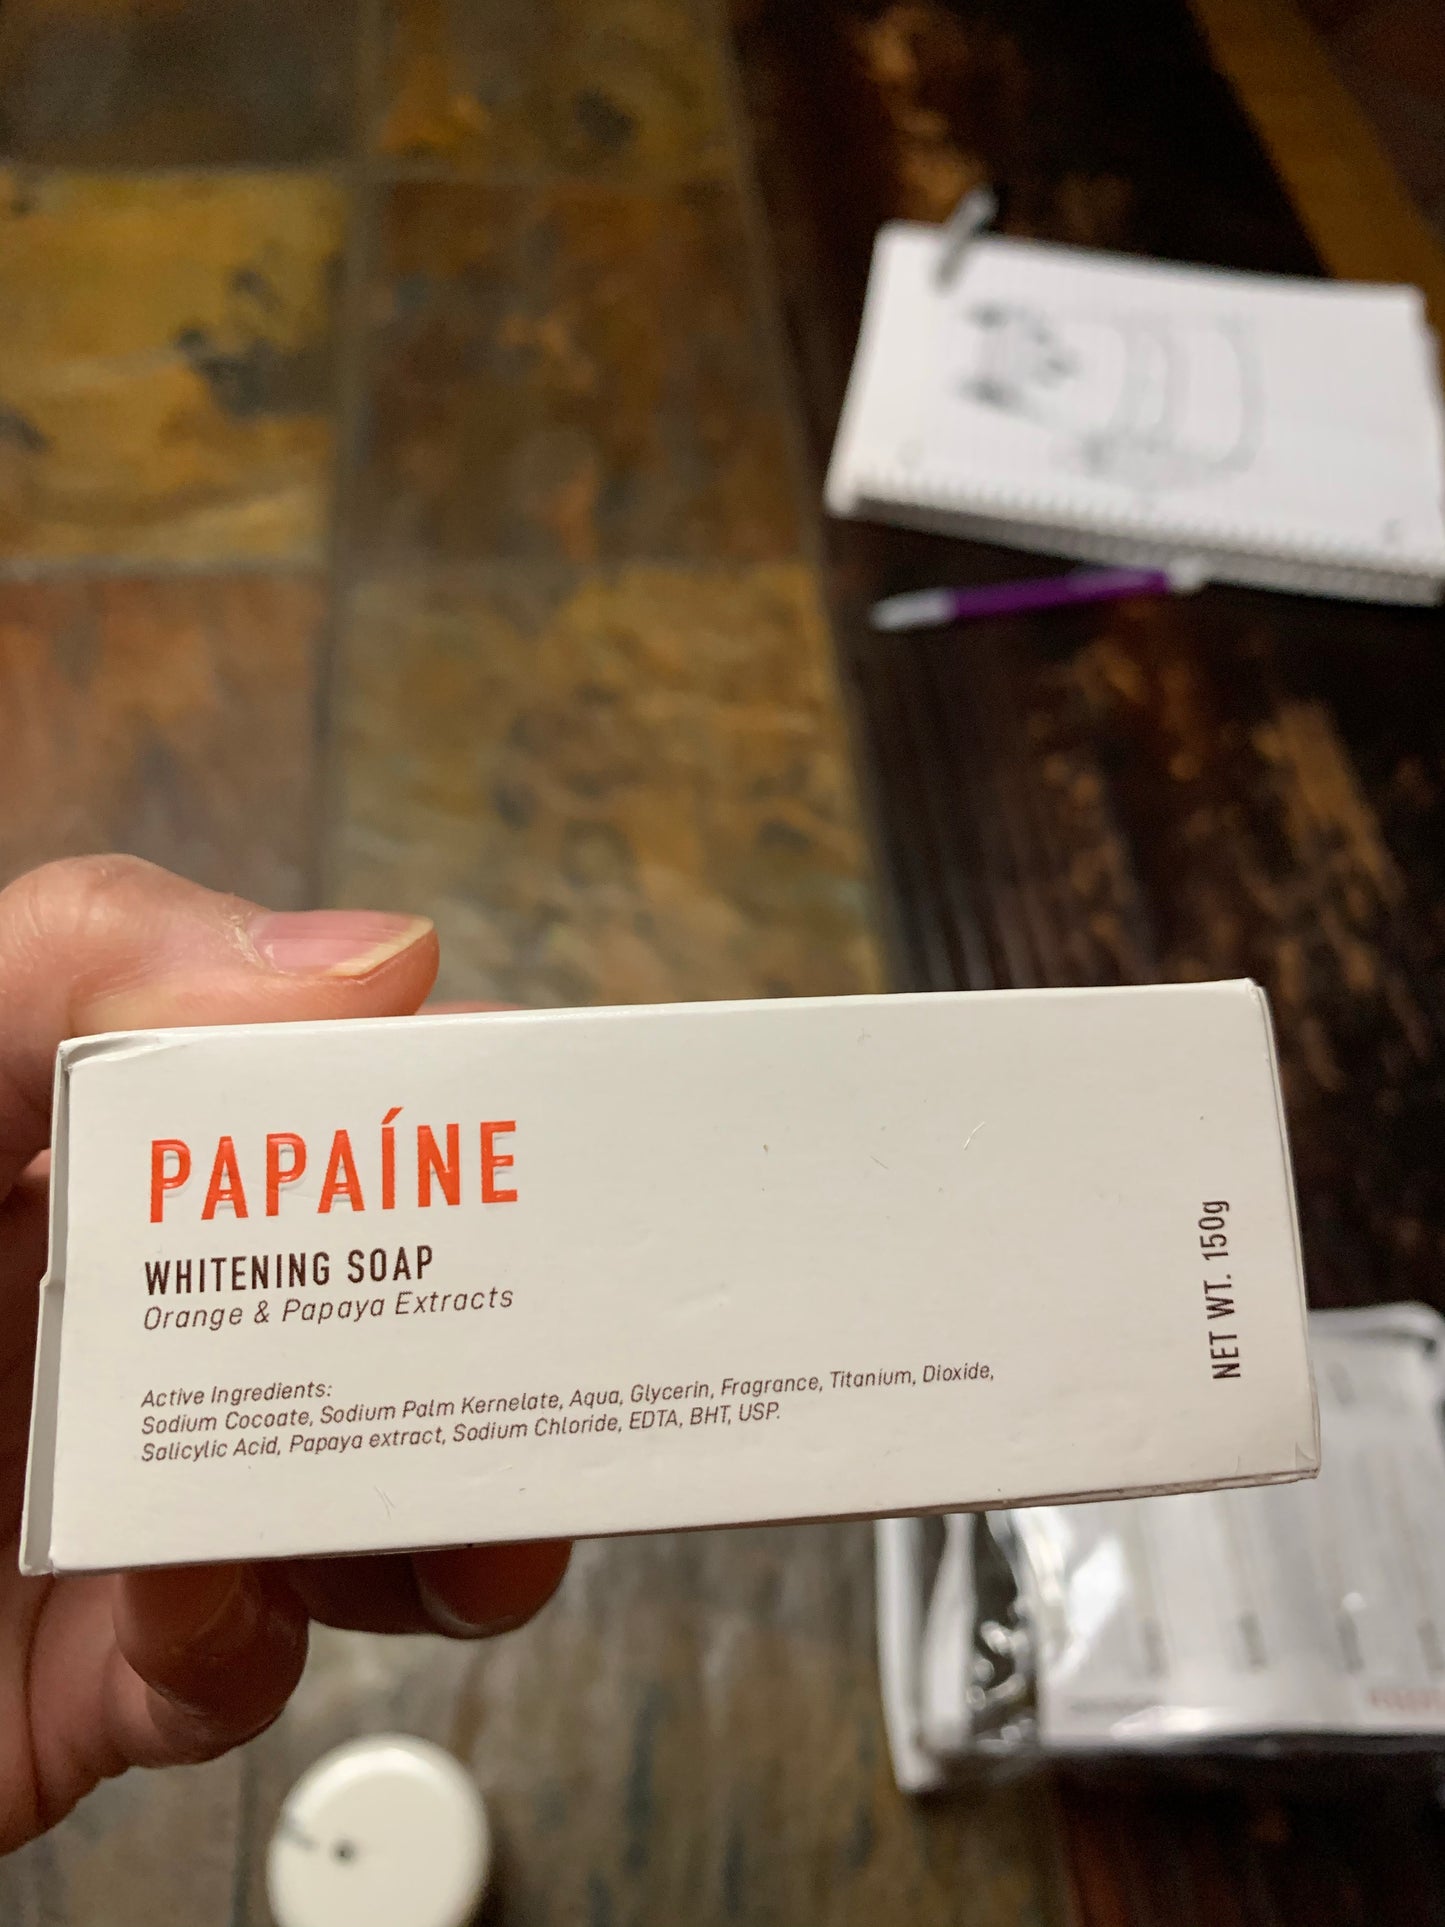 PAPAÍNE
WHITENING SOAP
Orange & Papaya Extracts
Active Ingredients:
Sodium Cocoate, Sodium Palm Kernelate, Aqua, Glycerin, Fragrance, Titanium, Dioxide,
Salicylic Acid, Papaya extract, Sodium Chloride, EDTA, BHT, USP.
NET WT. 150g